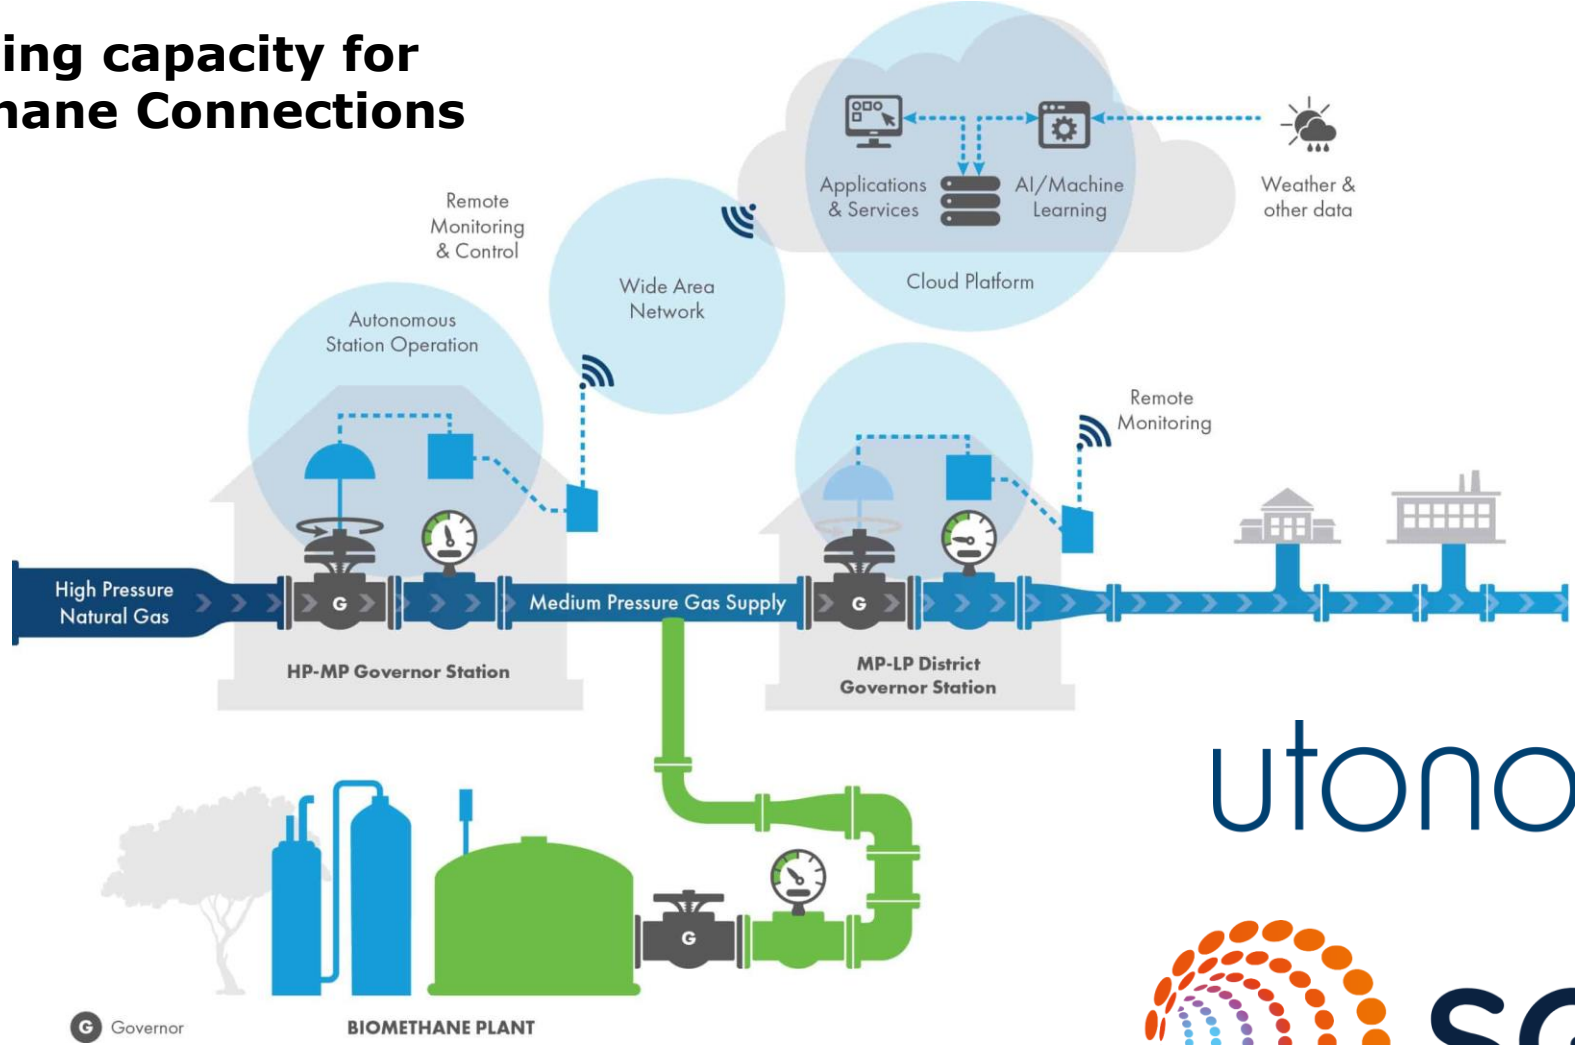 ing capacity for
hane Connections
Applications
& Services
AI/Machine
Learning
Weather &
other data
Cloud Platform
Remote
Monitoring
& Control
Wide Area
Network
Autonomous
Station Operation
Remote
Monitoring
High Pressure
Natural Gas
G
Medium Pressure Gas Supply
G
HP-MP Governor Station
MP-LP District
Governor Station
utono
G
SG
G Governor
BIOMETHANE PLANT